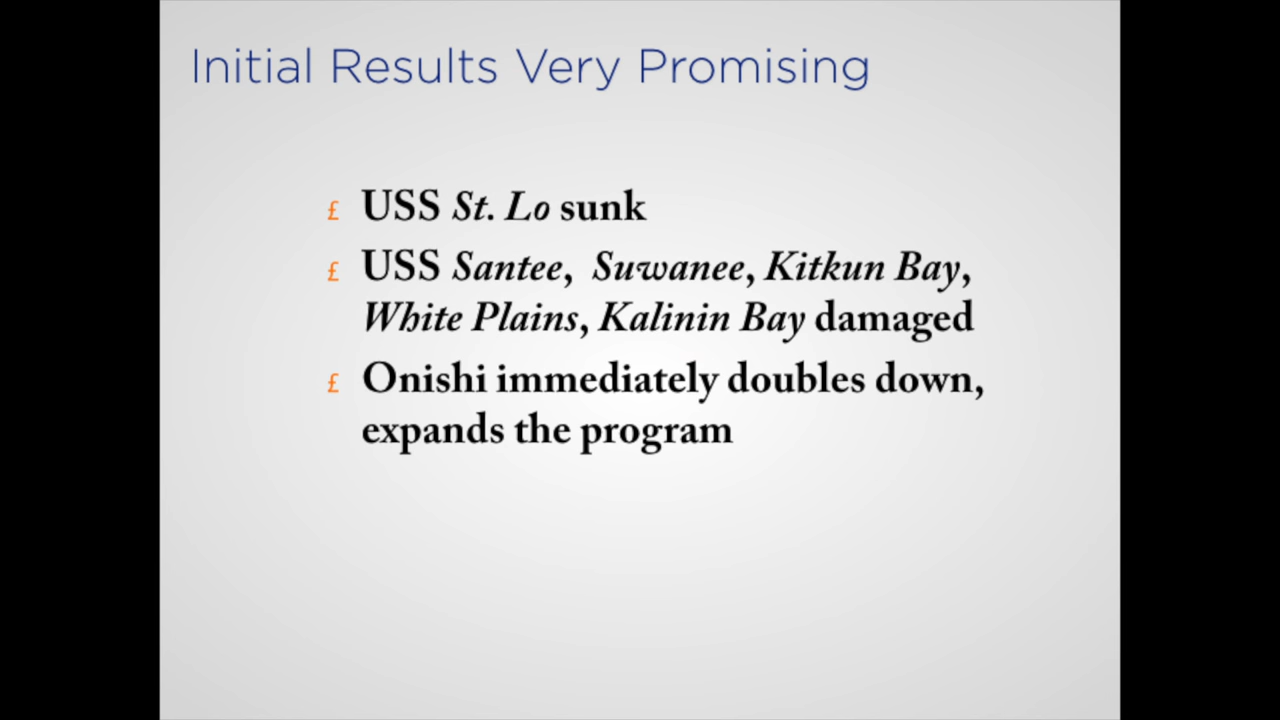 Initial Results Very Promising
£ USS St. Lo sunk
£ USS Santee, Suwanee, Kitkun Bay,
White Plains, Kalinin Bay damaged
£ Onishi immediately doubles down,
expands the program